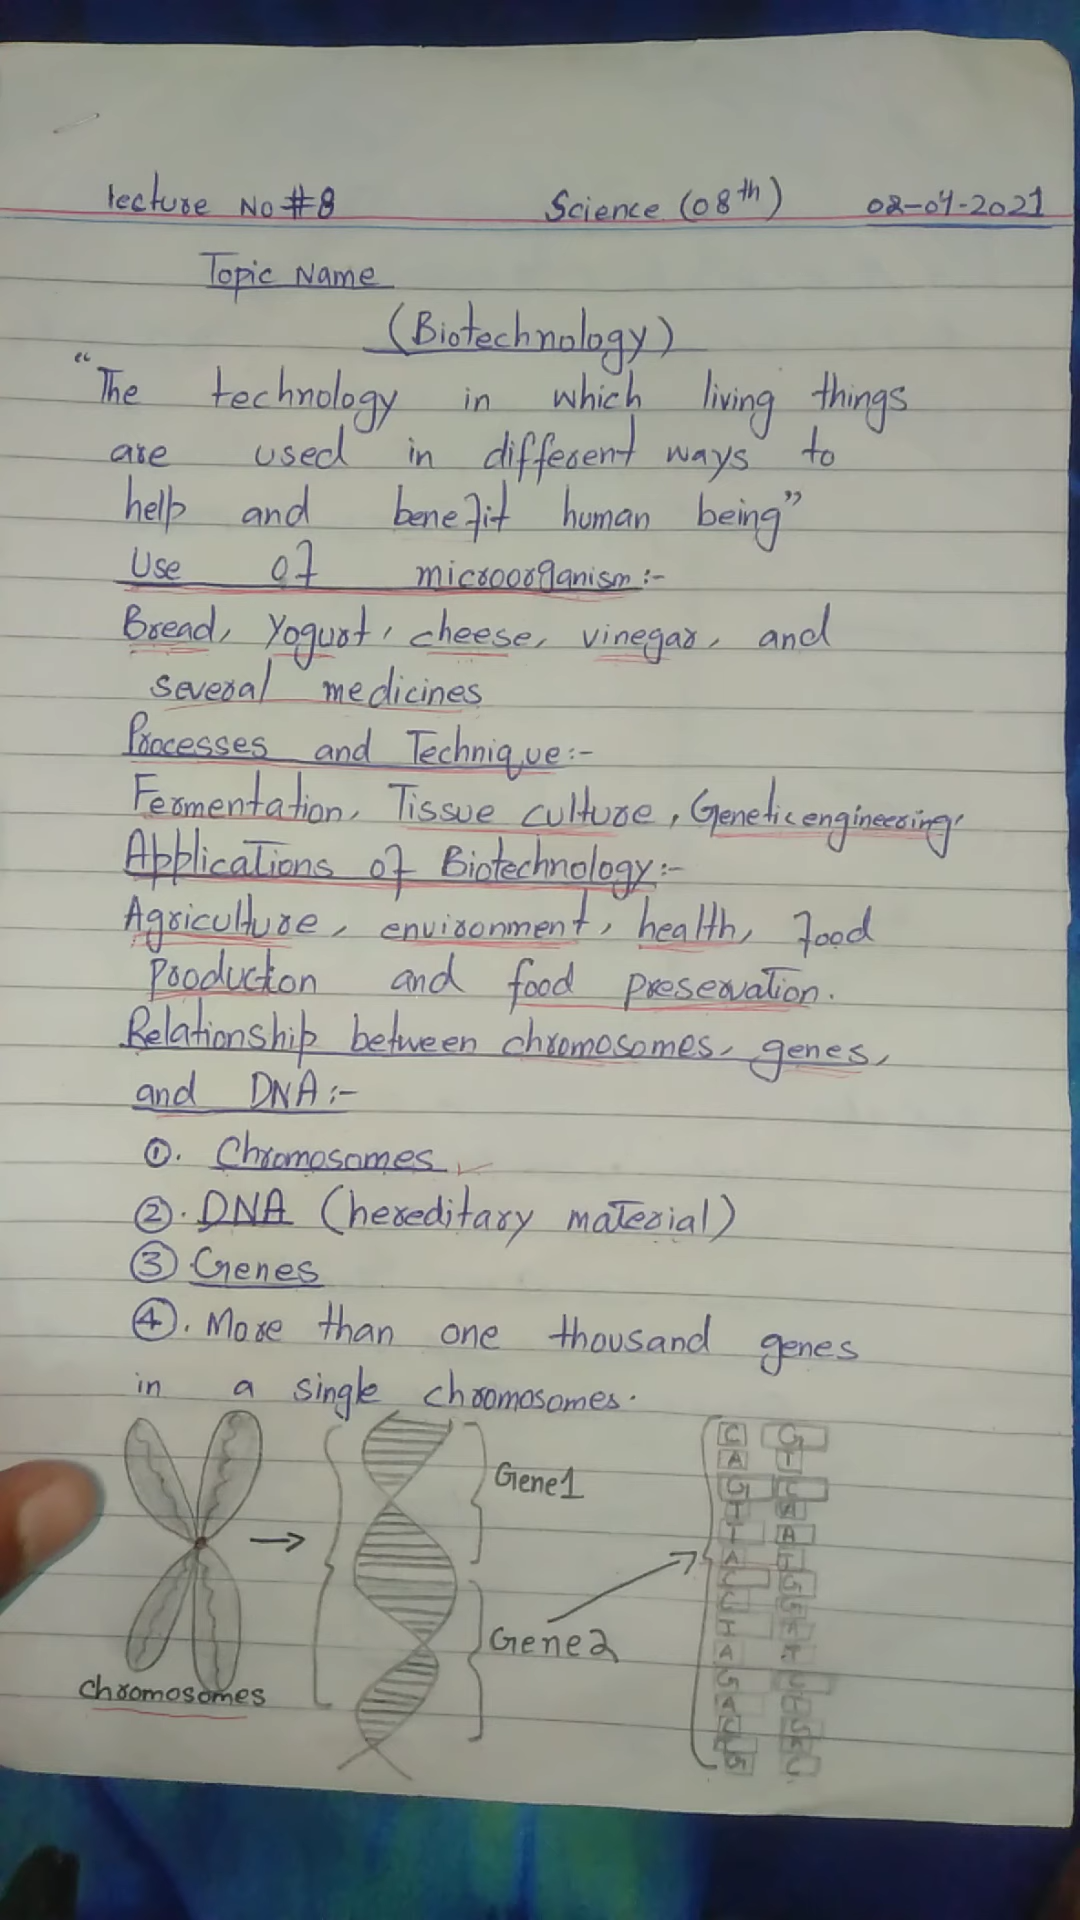 lecture No#8 Science (08th) 02-04-2021
Topic Name
(Biotechnology)
"The technology in which living things
are used in different ways to
help and benefit human being"
Use of microorganism:-
Bread, Yogurt, cheese, vinegar, and
several medicines
Processes and Technique:-
Fermentation, Tissue culture, Genetic engineering,
Applications of Biotechnology:-
Agriculture, environment, health, food
Production and food preservation.
Relationship between chromosomes, genes,
and DNA:-
①. Chromosomes
②. DNA (hereditary material)
③ Genes
④. More than one thousand genes
in a single chromosomes.
C G
A T
G C
T A
T A
A T
C G
C G
T A
A T
G C
A
C G
Gene1
Gene2
chromosomes